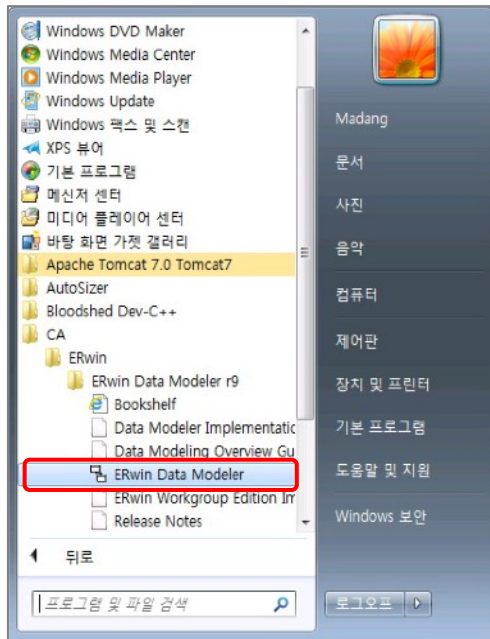 Windows DVD Maker
Windows Media Center
Windows Media Player
Windows Update
Windows 팩스 및 스캔
XPS 뷰어
기본 프로그램
메신저 센터
미디어 플레이어 센터
바탕 화면 가젯 갤러리
Apache Tomcat 7.0 Tomcat7
AutoSizer
Bloodshed Dev-C++
CA
ERwin
ERwin Data Modeler r9
Bookshelf
Data Modeler Implementatic
Data Modeling Overview Gu
ERwin Data Modeler
ERwin Workgroup Edition Im
Release Notes
뒤로
프로그램 및 파일 검색
Madang
문서
사진
음악
컴퓨터
제어판
장치 및 프린터
기본 프로그램
도움말 및 지원
Windows 보안
로그오프